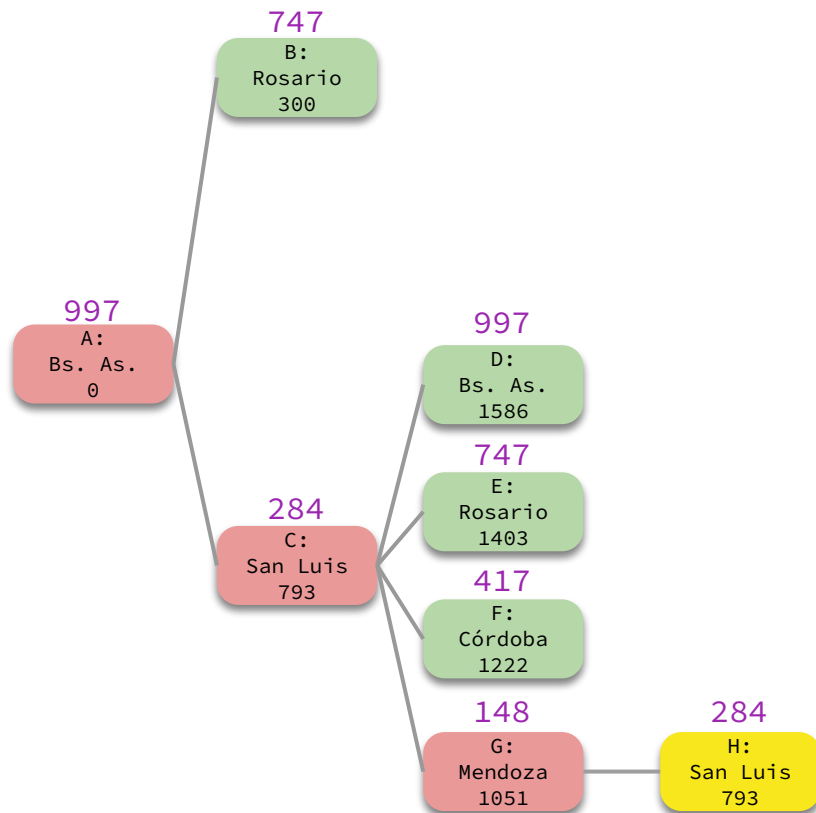 747
B:
Rosario
300
997
A:
Bs. As.
0
997
D:
Bs. As.
1586
747
E:
Rosario
1403
284
C:
San Luis
793
417
F:
Córdoba
1222
148
G:
Mendoza
1051
284
H:
San Luis
793